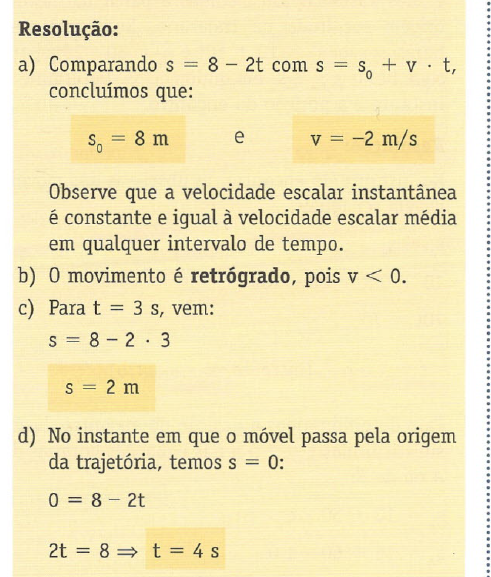 Resolução:
a) Comparando s = 8 − 2t com s = s₀ + v · t,
concluímos que:
s₀ = 8 m e v = −2 m/s
Observe que a velocidade escalar instantânea
é constante e igual à velocidade escalar média
em qualquer intervalo de tempo.
b) O movimento é retrógrado, pois v < 0.
c) Para t = 3 s, vem:
s = 8 − 2 · 3
s = 2 m
d) No instante em que o móvel passa pela origem
da trajetória, temos s = 0:
0 = 8 − 2t
2t = 8 ⇒ t = 4 s